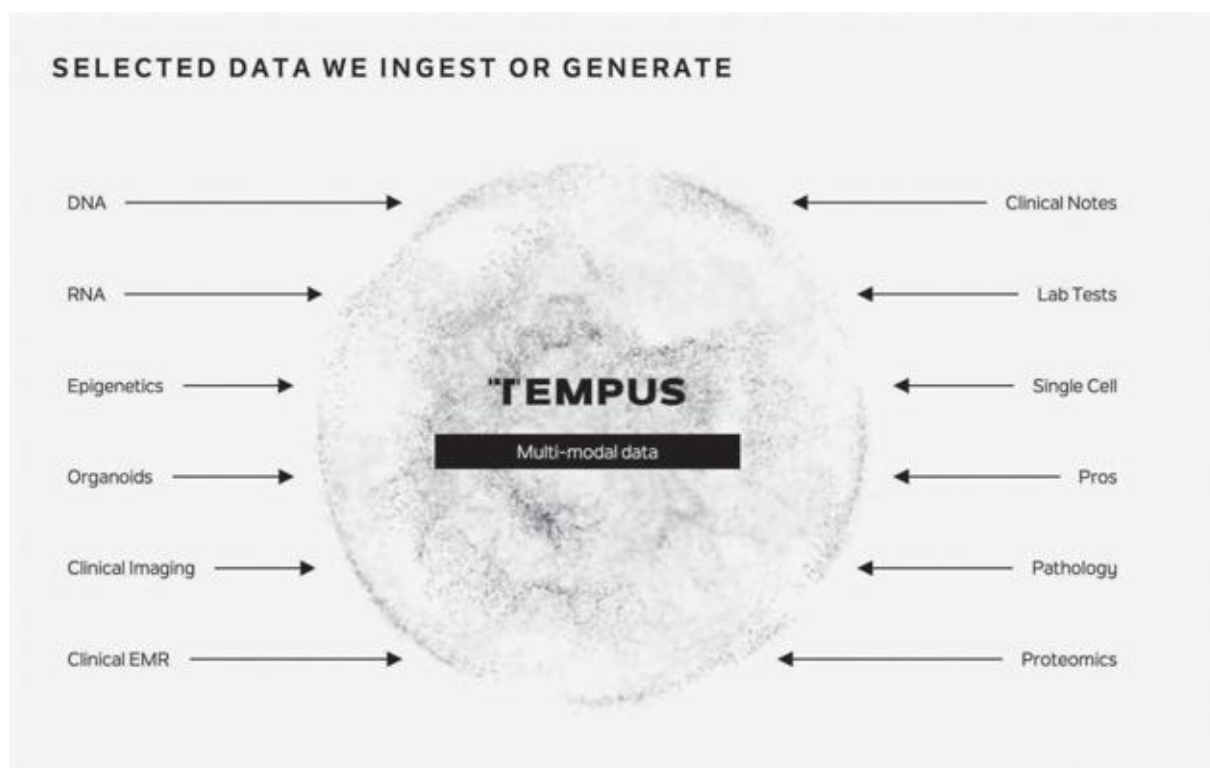 SELECTED DATA WE INGEST OR GENERATE
DNA
RNA
Epigenetics
Organoids
Clinical Imaging
Clinical EMR
TEMPUS
Multi-modal data
Clinical Notes
Lab Tests
Single Cell
Pros
Pathology
Proteomics